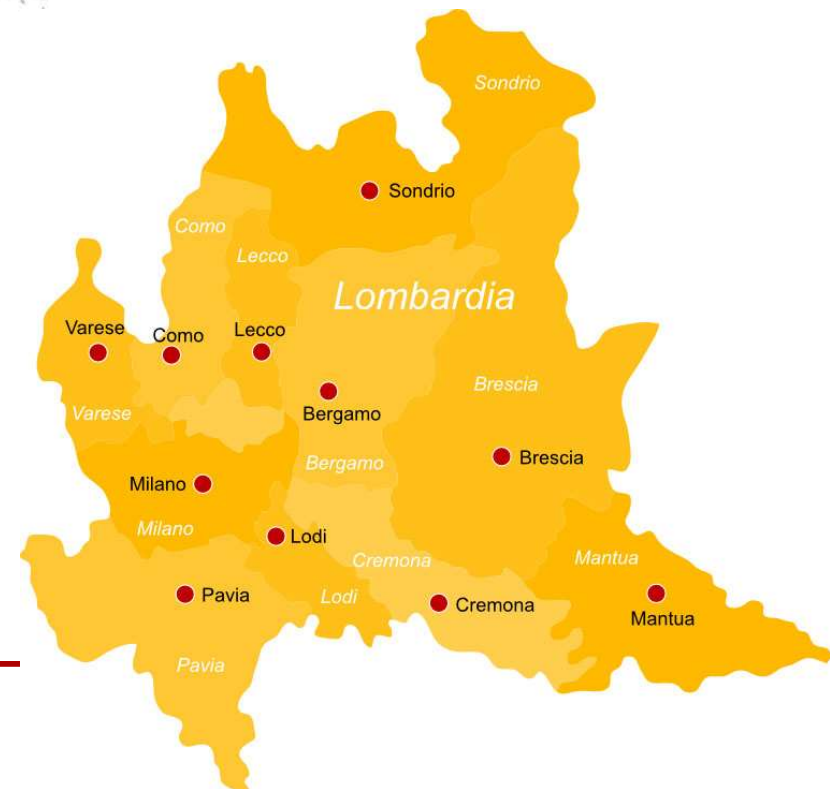 Sondrio
Sondrio
Como
Lecco
Lombardia
Varese
Como
Lecco
Varese
Bergamo
Brescia
Bergamo
Brescia
Milano
Milano
Lodi
Cremona
Mantua
Pavia
Lodi
Cremona
Mantua
Pavia